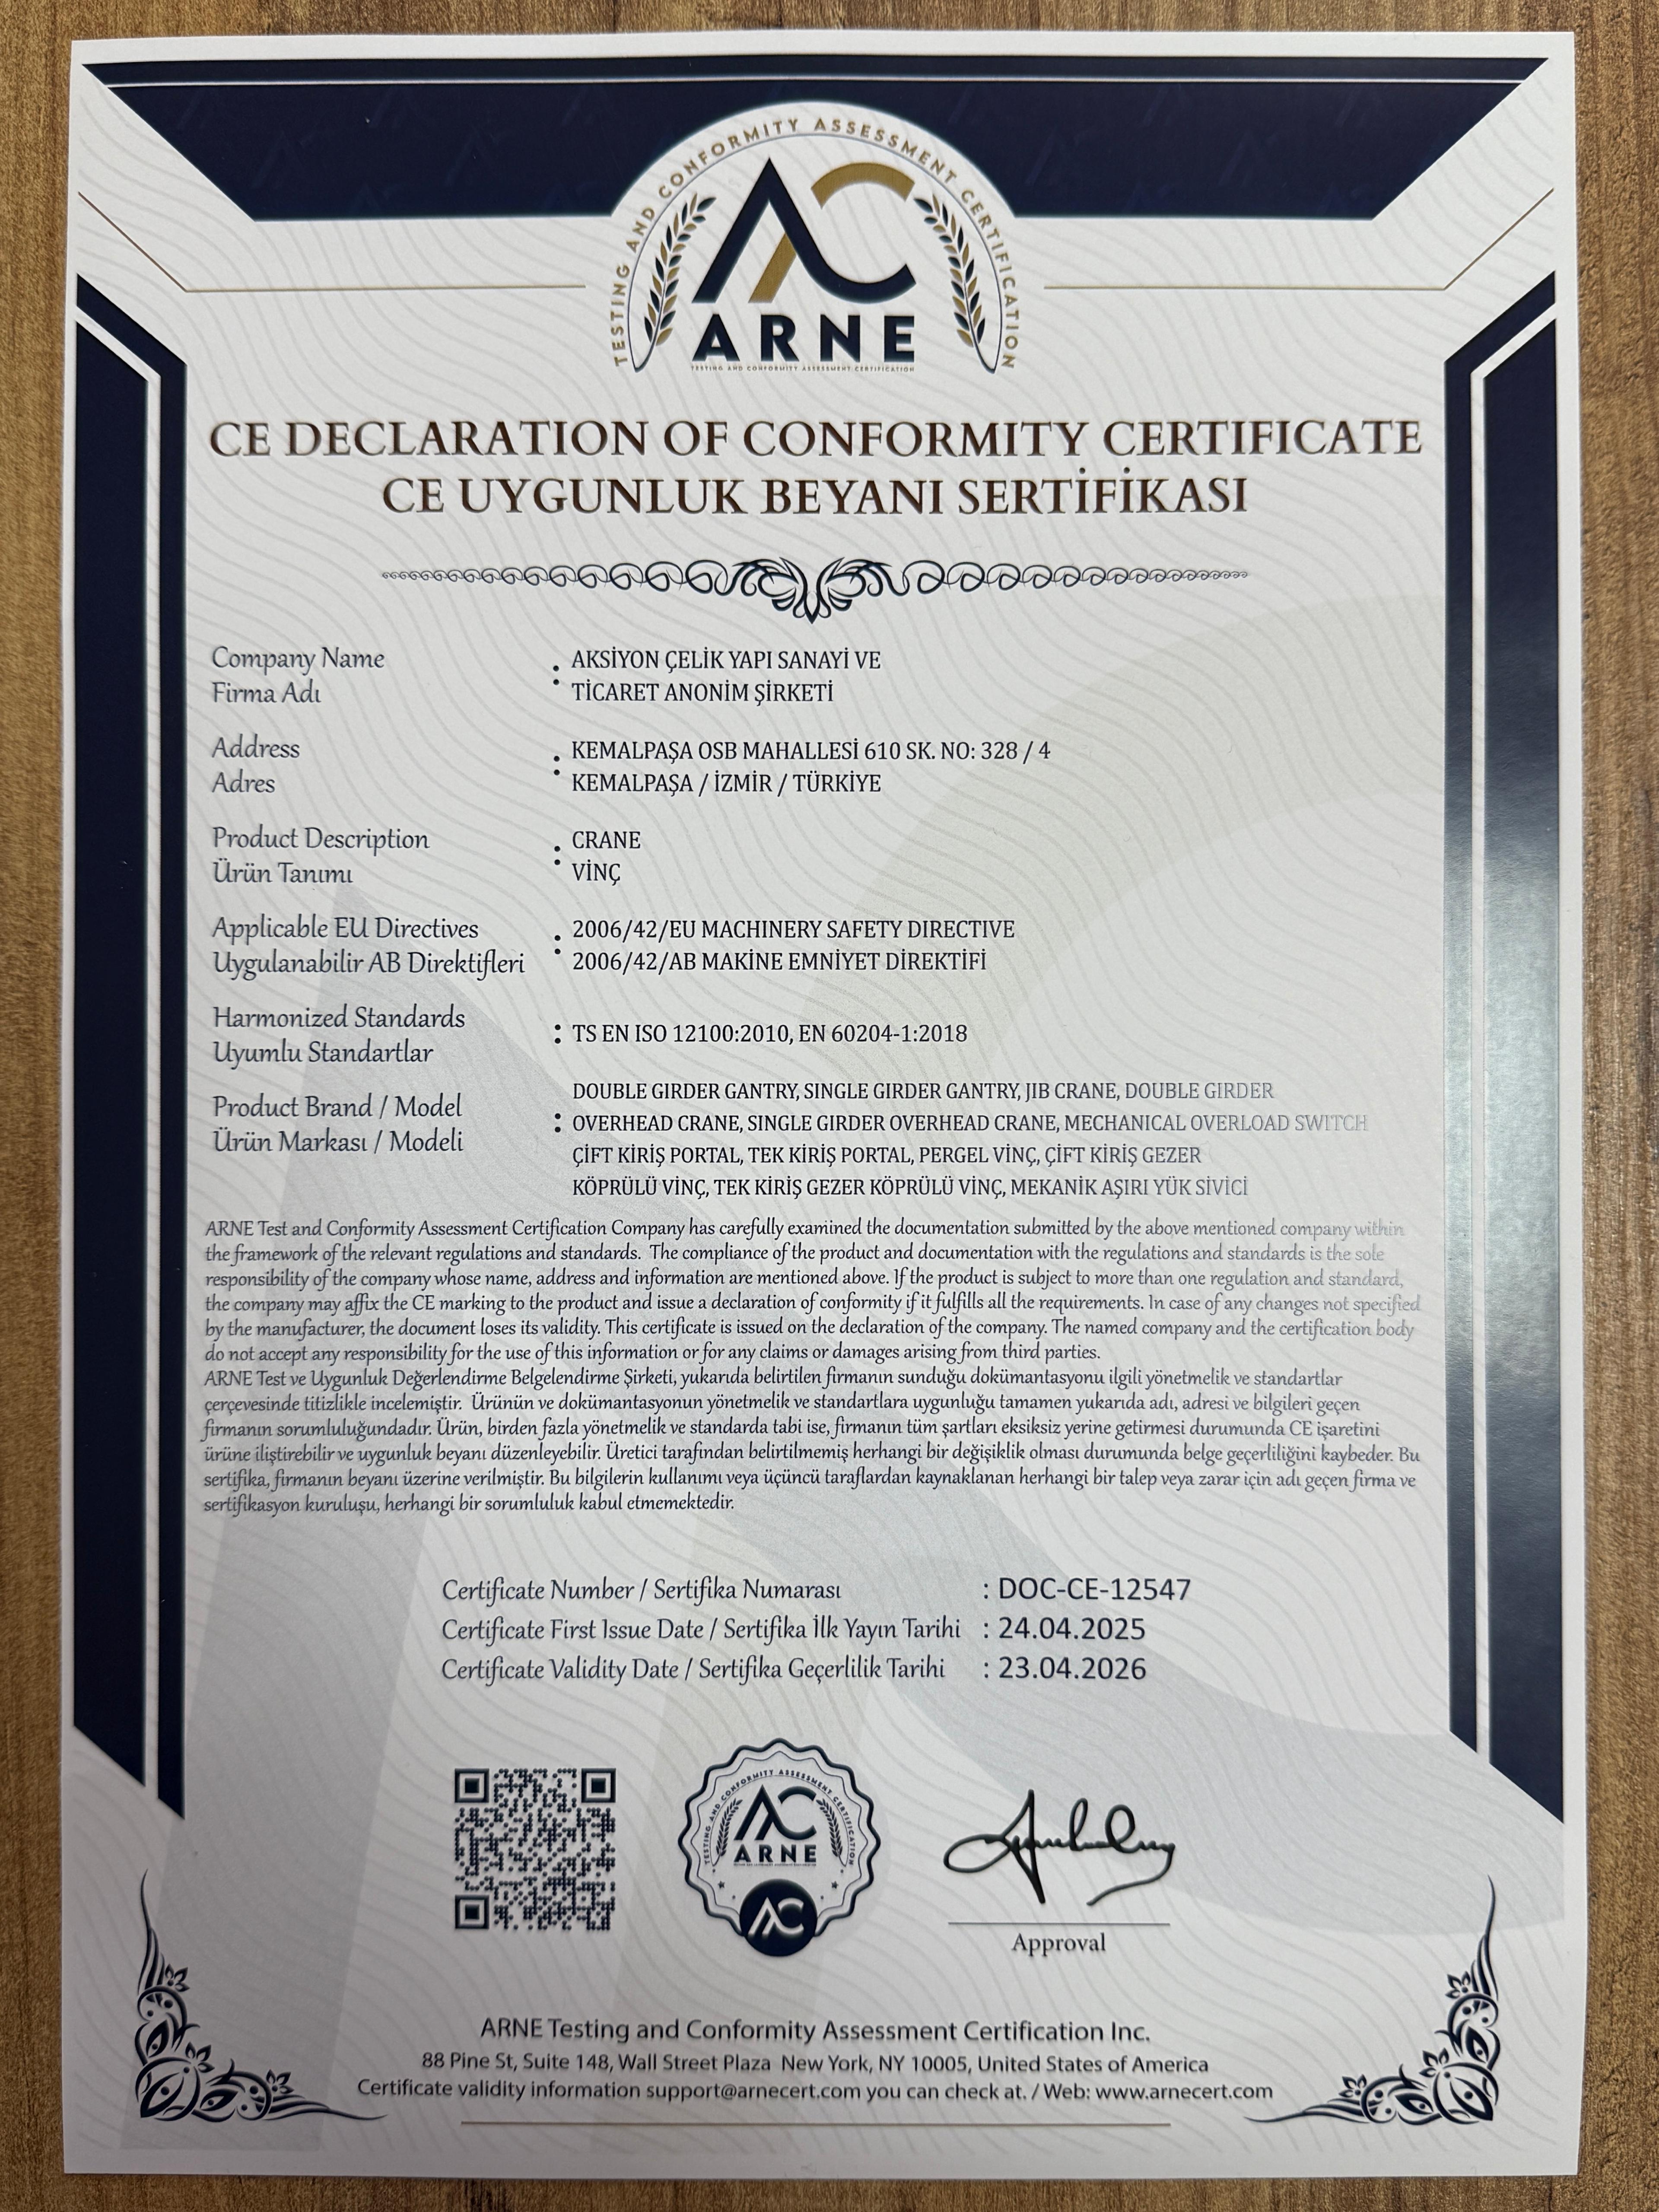 TESTING AND CONFORMITY ASSESSMENT CERTIFICATION
AC
ARNE
TESTING AND CONFORMITY ASSESSMENT CERTIFICATION
CE DECLARATION OF CONFORMITY CERTIFICATE
CE UYGUNLUK BEYANI SERTİFİKASI
Company Name
Firma Adı
: AKSİYON ÇELİK YAPI SANAYİ VE
TİCARET ANONİM ŞİRKETİ
Address
Adres
: KEMALPAŞA OSB MAHALLESİ 610 SK. NO: 328 / 4
KEMALPAŞA / İZMİR / TÜRKİYE
Product Description
Ürün Tanımı
: CRANE
VİNÇ
Applicable EU Directives
Uygulanabilir AB Direktifleri
: 2006/42/EU MACHINERY SAFETY DIRECTIVE
2006/42/AB MAKİNE EMNİYET DİREKTİFİ
Harmonized Standards
Uyumlu Standartlar
: TS EN ISO 12100:2010, EN 60204-1:2018
Product Brand / Model
Ürün Markası / Modeli
: DOUBLE GIRDER GANTRY, SINGLE GIRDER GANTRY, JIB CRANE, DOUBLE GIRDER
OVERHEAD CRANE, SINGLE GIRDER OVERHEAD CRANE, MECHANICAL OVERLOAD SWITCH
ÇİFT KİRİŞ PORTAL, TEK KİRİŞ PORTAL, PERGEL VİNÇ, ÇİFT KİRİŞ GEZER
KÖPRÜLÜ VİNÇ, TEK KİRİŞ GEZER KÖPRÜLÜ VİNÇ, MEKANİK AŞIRI YÜK SİVİCİ
ARNE Test and Conformity Assessment Certification Company has carefully examined the documentation submitted by the above mentioned company within
the framework of the relevant regulations and standards. The compliance of the product and documentation with the regulations and standards is the sole
responsibility of the company whose name, address and information are mentioned above. If the product is subject to more than one regulation and standard,
the company may affix the CE marking to the product and issue a declaration of conformity if it fulfills all the requirements. In case of any changes not specified
by the manufacturer, the document loses its validity. This certificate is issued on the declaration of the company. The named company and the certification body
do not accept any responsibility for the use of this information or for any claims or damages arising from third parties.
ARNE Test ve Uygunluk Değerlendirme Belgelendirme Şirketi, yukarıda belirtilen firmanın sunduğu dokümantasyonu ilgili yönetmelik ve standartlar
çerçevesinde titizlikle incelemiştir. Ürünün ve dokümantasyonun yönetmelik ve standartlara uygunluğu tamamen yukarıda adı, adresi ve bilgileri geçen
firmanın sorumluluğundadır. Ürün, birden fazla yönetmelik ve standarda tabi ise, firmanın tüm şartları eksiksiz yerine getirmesi durumunda CE işaretini
ürüne iliştirebilir ve uygunluk beyanı düzenleyebilir. Üretici tarafından belirtilmemiş herhangi bir değişiklik olması durumunda belge geçerliliğini kaybeder. Bu
sertifika, firmanın beyanı üzerine verilmiştir. Bu bilgilerin kullanımı veya üçüncü taraflardan kaynaklanan herhangi bir talep veya zarar için adı geçen firma ve
sertifikasyon kuruluşu, herhangi bir sorumluluk kabul etmemektedir.
Certificate Number / Sertifika Numarası : DOC-CE-12547
Certificate First Issue Date / Sertifika İlk Yayın Tarihi : 24.04.2025
Certificate Validity Date / Sertifika Geçerlilik Tarihi : 23.04.2026
TESTING AND CONFORMITY ASSESSMENT CERTIFICATION
AC
ARNE
AC
Approval
ARNE Testing and Conformity Assessment Certification Inc.
88 Pine St, Suite 148, Wall Street Plaza New York, NY 10005, United States of America
Certificate validity information support@arnecert.com you can check at. / Web: www.arnecert.com